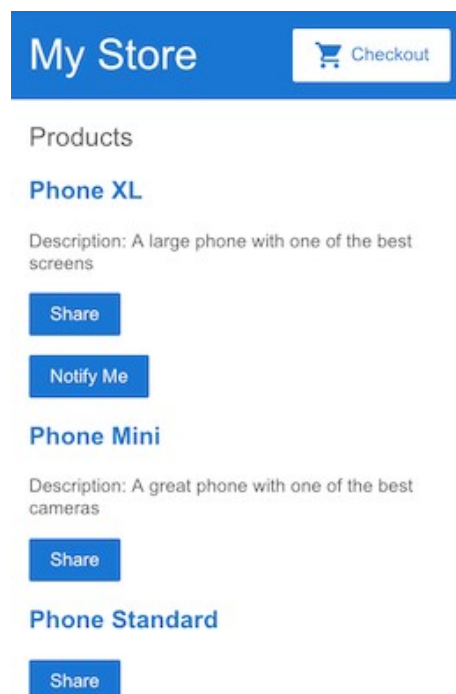 My Store
Checkout
Products
Phone XL
Description: A large phone with one of the best
screens
Share
Notify Me
Phone Mini
Description: A great phone with one of the best
cameras
Share
Phone Standard
Share